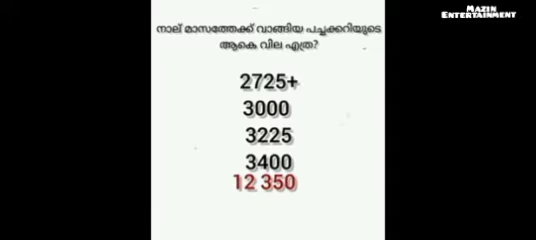 MAZIN
ENTERTAINMENT
നാല് മാസത്തേക്ക് വാങ്ങിയ പച്ചക്കറിയുടെ
ആകെ വില എത്ര?
2725+
3000
3225
3400
12 350